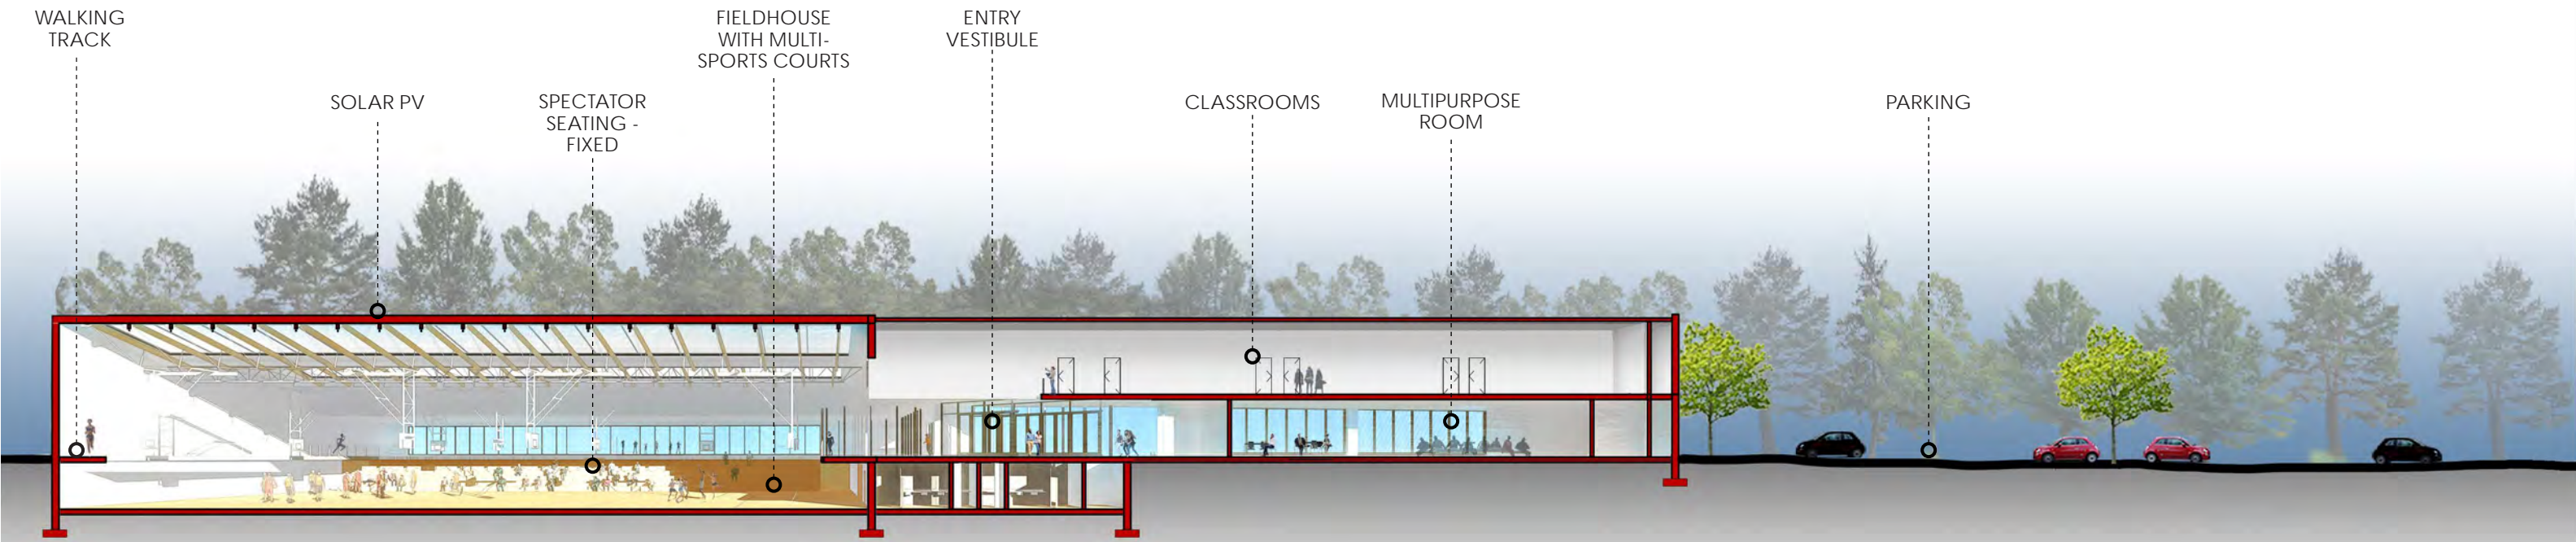 WALKING
TRACK
SOLAR PV
SPECTATOR
SEATING -
FIXED
FIELDHOUSE
WITH MULTI-
SPORTS COURTS
ENTRY
VESTIBULE
CLASSROOMS
MULTIPURPOSE
ROOM
PARKING